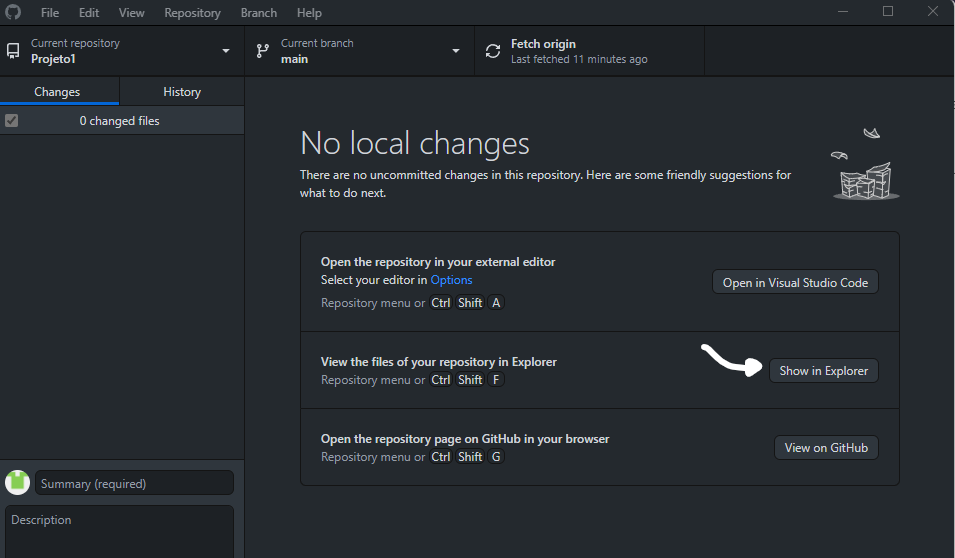 File Edit View Repository Branch Help
Current repository
Projeto1
Current branch
main
Fetch origin
Last fetched 11 minutes ago
Changes
History
0 changed files
No local changes
There are no uncommitted changes in this repository. Here are some friendly suggestions for
what to do next.
Open the repository in your external editor
Select your editor in Options
Repository menu or Ctrl Shift A
Open in Visual Studio Code
View the files of your repository in Explorer
Repository menu or Ctrl Shift F
Show in Explorer
Open the repository page on GitHub in your browser
Repository menu or Ctrl Shift G
View on GitHub
Summary (required)
Description